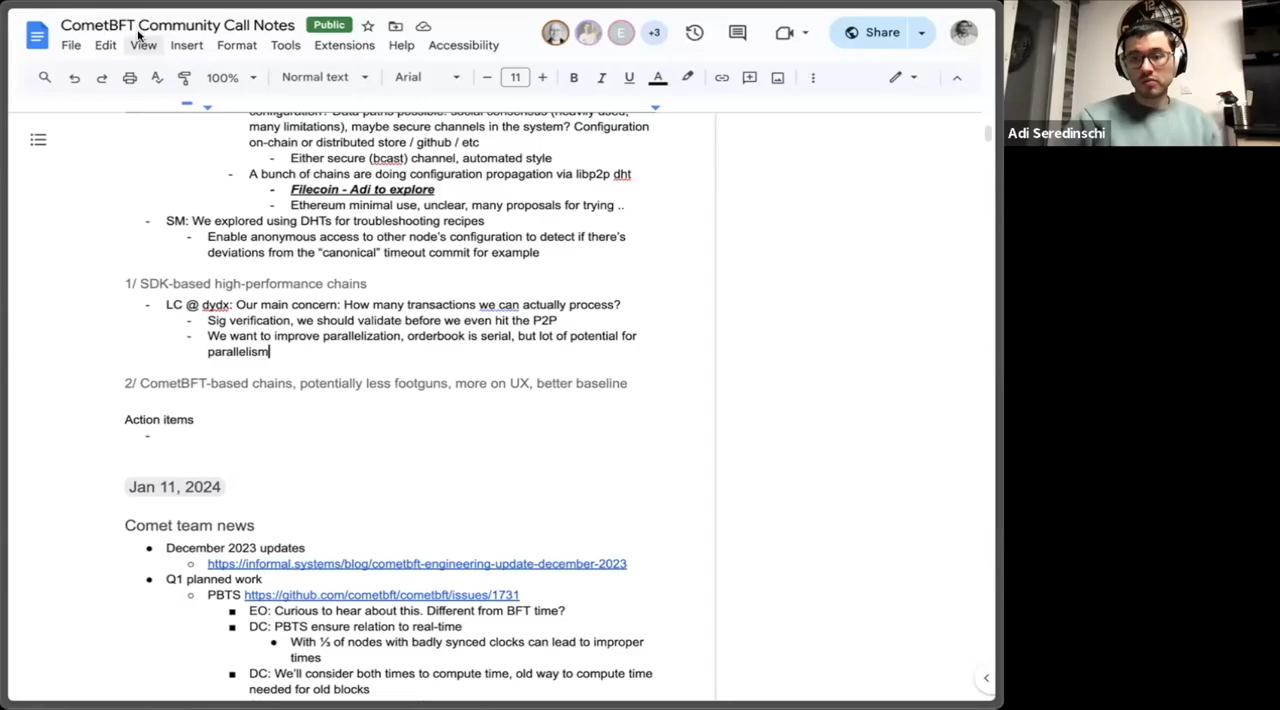 CometBFT Community Call Notes Public
File Edit View Insert Format Tools Extensions Help Accessibility
E +3 Share
100% Normal text Arial 11 B I U A
configuration? Data paths possible: social consensus (heavily used,
many limitations), maybe secure channels in the system? Configuration
on-chain or distributed store / github / etc
- Either secure (bcast) channel, automated style
- A bunch of chains are doing configuration propagation via libp2p dht
- Filecoin - Adi to explore
- Ethereum minimal use, unclear, many proposals for trying ..
- SM: We explored using DHTs for troubleshooting recipes
- Enable anonymous access to other node's configuration to detect if there's
deviations from the “canonical” timeout commit for example
1/ SDK-based high-performance chains
- LC @ dydx: Our main concern: How many transactions we can actually process?
- Sig verification, we should validate before we even hit the P2P
- We want to improve parallelization, orderbook is serial, but lot of potential for
parallelism
2/ CometBFT-based chains, potentially less footguns, more on UX, better baseline
Action items
-
Jan 11, 2024
Comet team news
● December 2023 updates
○ https://informal.systems/blog/cometbft-engineering-update-december-2023
● Q1 planned work
○ PBTS https://github.com/cometbft/cometbft/issues/1731
■ EO: Curious to hear about this. Different from BFT time?
■ DC: PBTS ensure relation to real-time
● With ⅓ of nodes with badly synced clocks can lead to improper
times
■ DC: We'll consider both times to compute time, old way to compute time
needed for old blocks
Adi Seredinschi